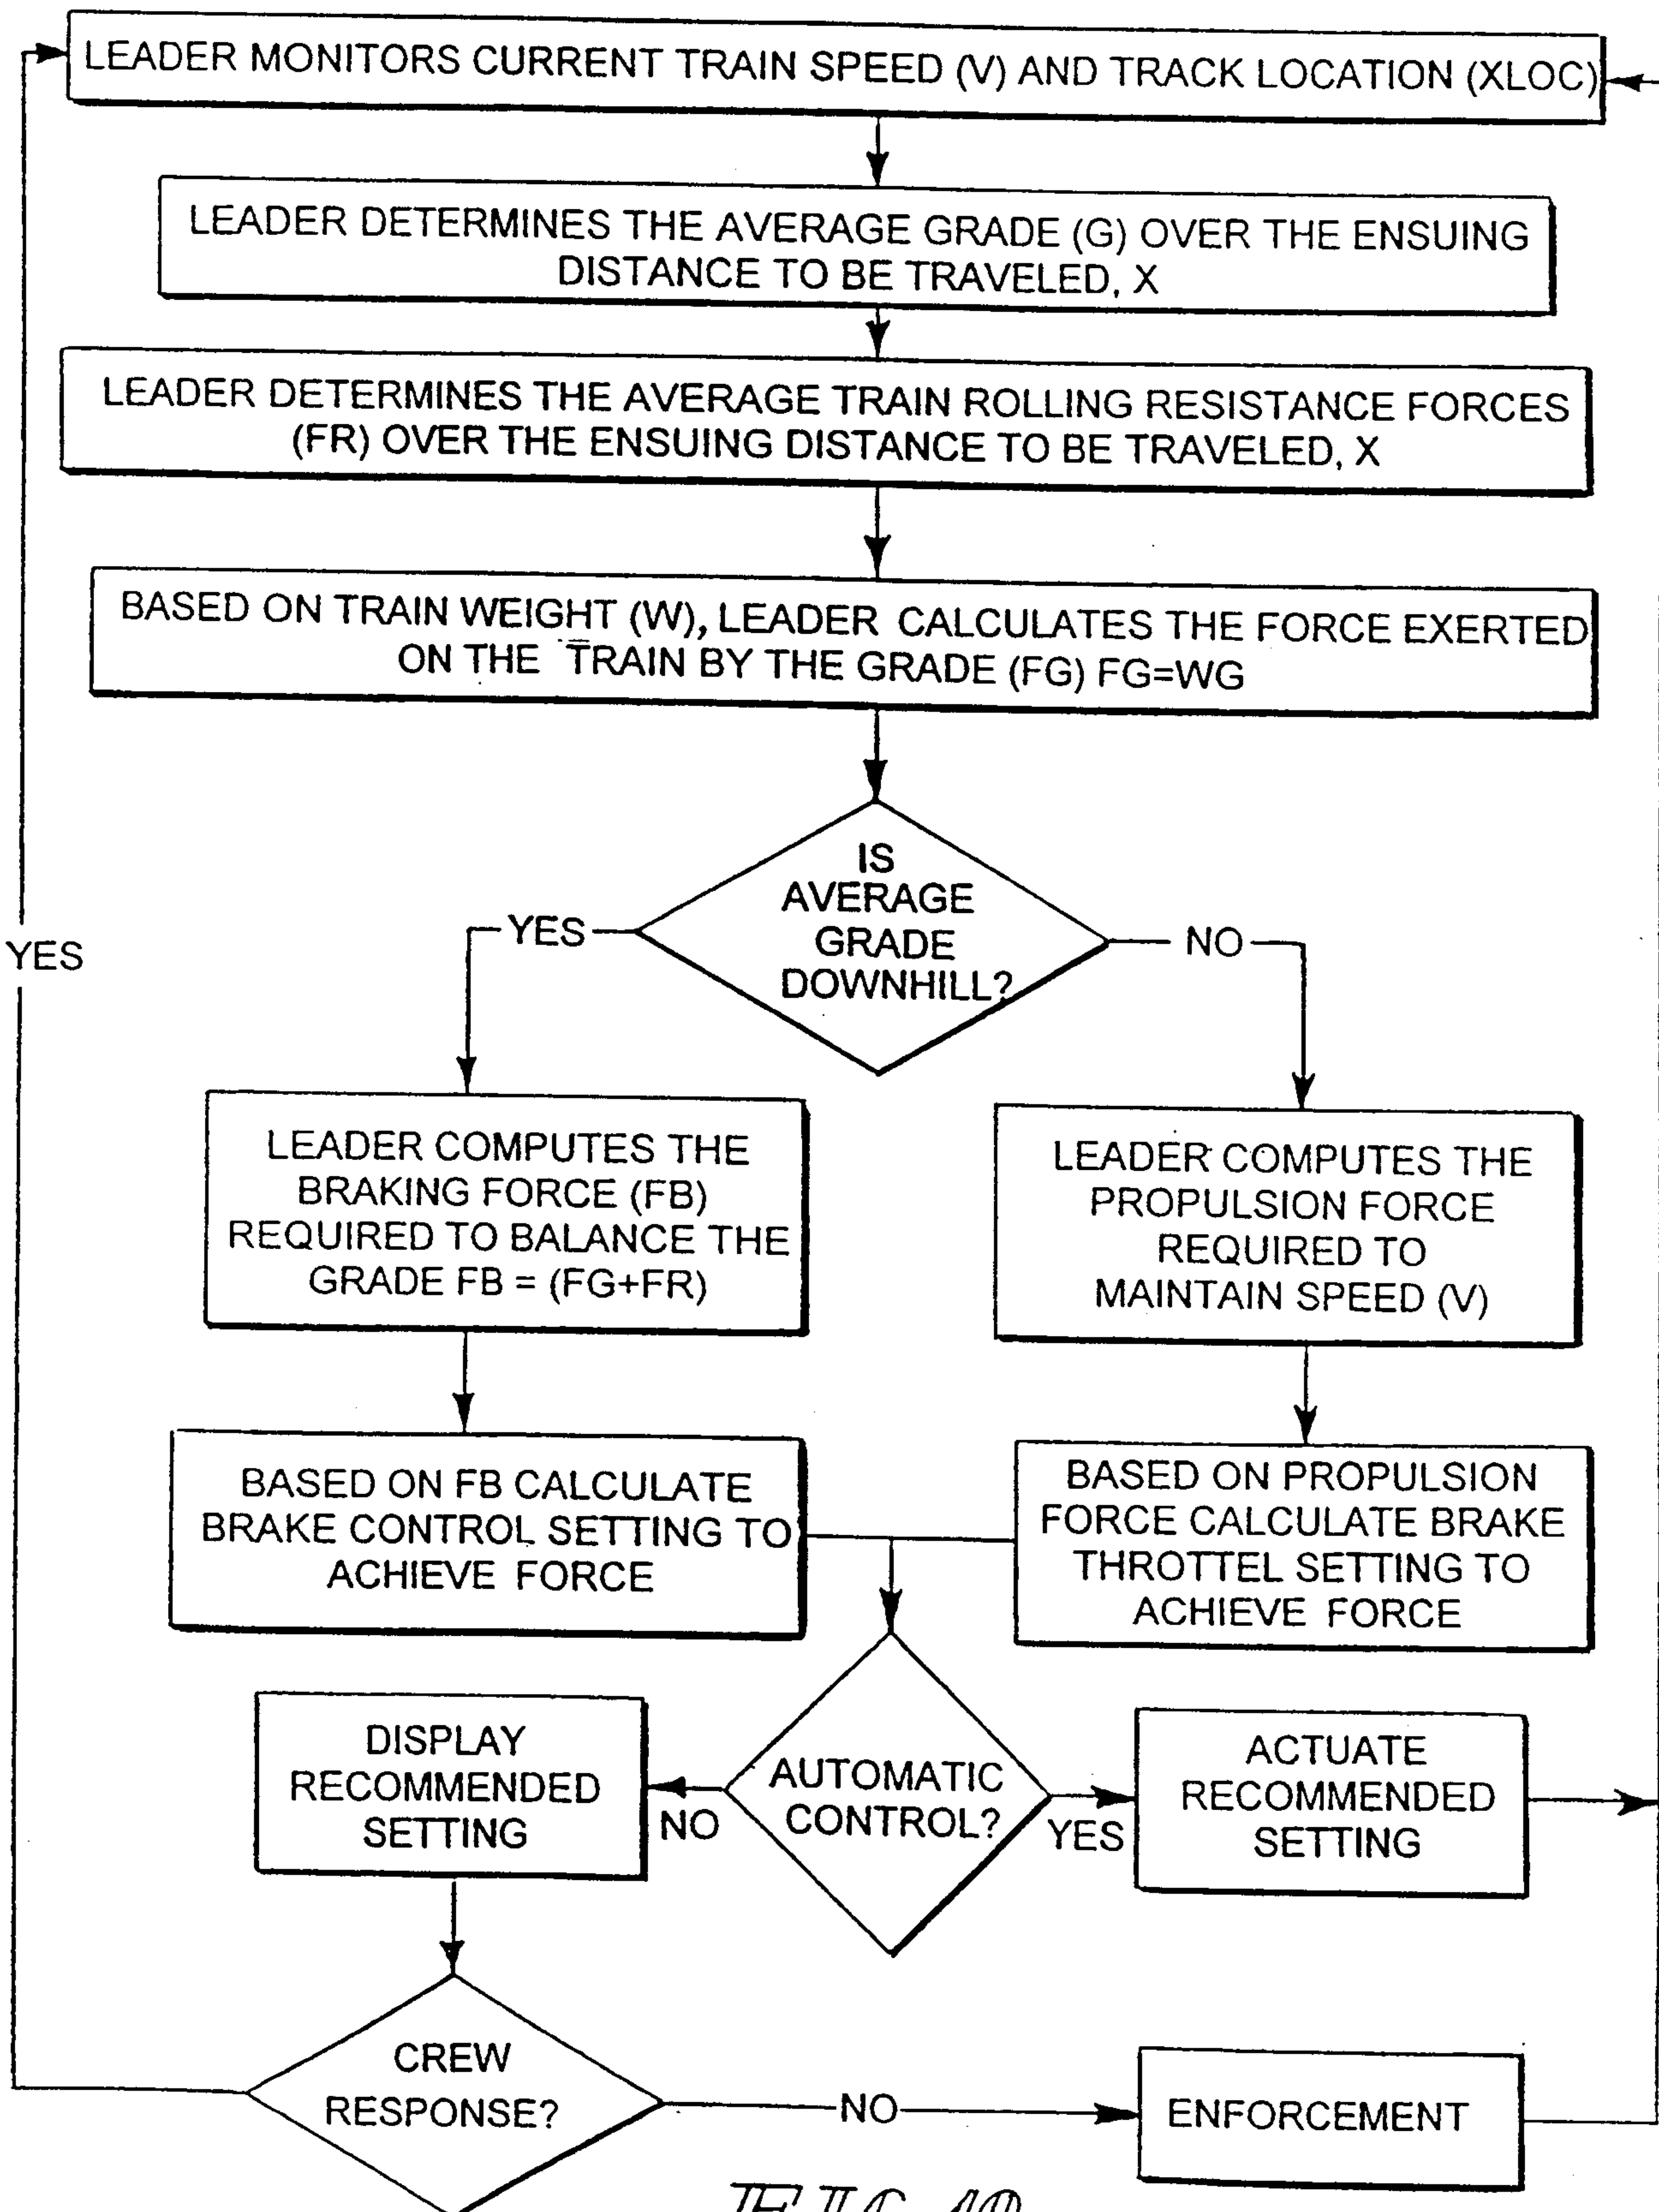 LEADER MONITORS CURRENT TRAIN SPEED (V) AND TRACK LOCATION (XLOC)
LEADER DETERMINES THE AVERAGE GRADE (G) OVER THE ENSUING
DISTANCE TO BE TRAVELED, X
LEADER DETERMINES THE AVERAGE TRAIN ROLLING RESISTANCE FORCES
(FR) OVER THE ENSUING DISTANCE TO BE TRAVELED, X
BASED ON TRAIN WEIGHT (W), LEADER CALCULATES THE FORCE EXERTED
ON THE TRAIN BY THE GRADE (FG) FG=WG
IS
AVERAGE
GRADE
DOWNHILL?
YES
NO
YES
LEADER COMPUTES THE
BRAKING FORCE (FB)
REQUIRED TO BALANCE THE
GRADE FB = (FG+FR)
LEADER COMPUTES THE
PROPULSION FORCE
REQUIRED TO
MAINTAIN SPEED (V)
BASED ON FB CALCULATE
BRAKE CONTROL SETTING TO
ACHIEVE FORCE
BASED ON PROPULSION
FORCE CALCULATE BRAKE
THROTTEL SETTING TO
ACHIEVE FORCE
DISPLAY
RECOMMENDED
SETTING
NO
AUTOMATIC
CONTROL?
YES
ACTUATE
RECOMMENDED
SETTING
CREW
RESPONSE?
NO
ENFORCEMENT